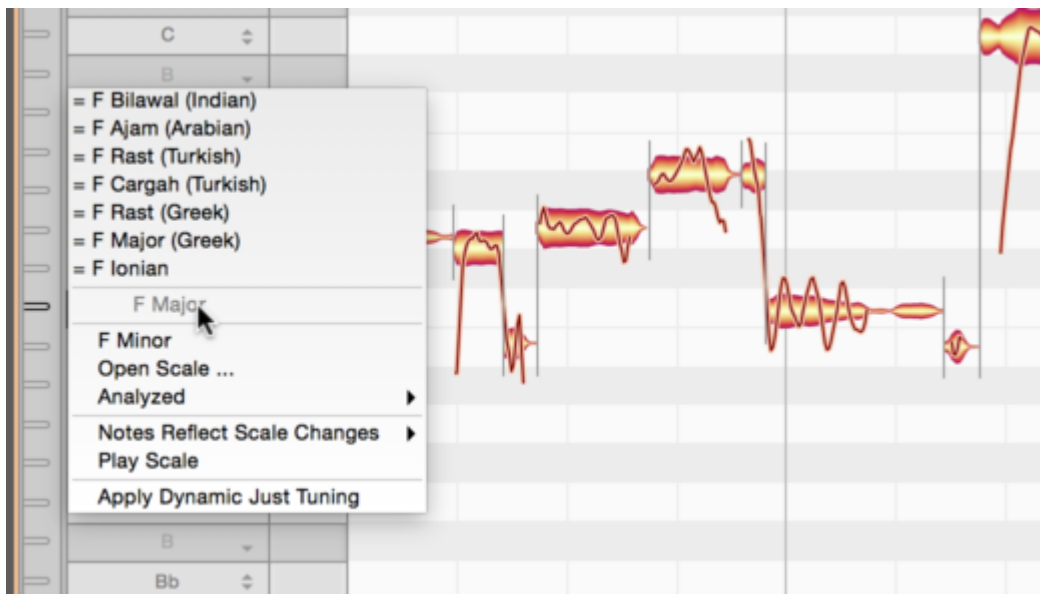 C
B
= F Bilawal (Indian)
= F Ajam (Arabian)
= F Rast (Turkish)
= F Cargah (Turkish)
= F Rast (Greek)
= F Major (Greek)
= F Ionian
F Major
F Minor
Open Scale ...
Analyzed
Notes Reflect Scale Changes
Play Scale
Apply Dynamic Just Tuning
B
Bb